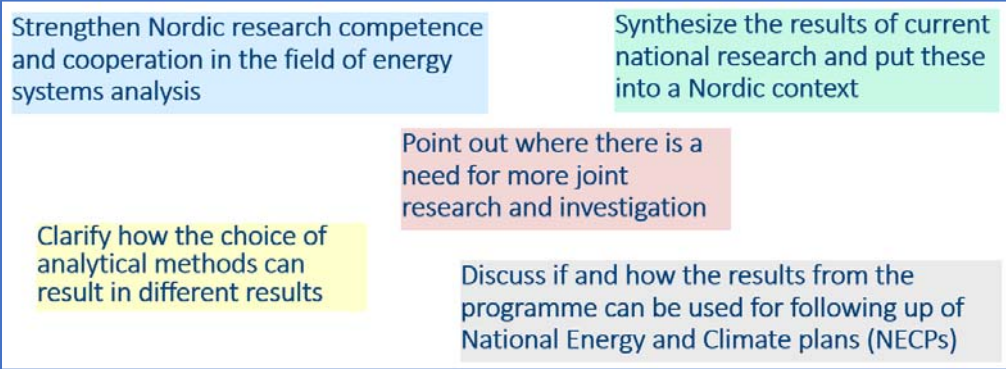 Strengthen Nordic research competence
and cooperation in the field of energy
systems analysis
Synthesize the results of current
national research and put these
into a Nordic context
Point out where there is a
need for more joint
research and investigation
Clarify how the choice of
analytical methods can
result in different results
Discuss if and how the results from the
programme can be used for following up of
National Energy and Climate plans (NECPs)